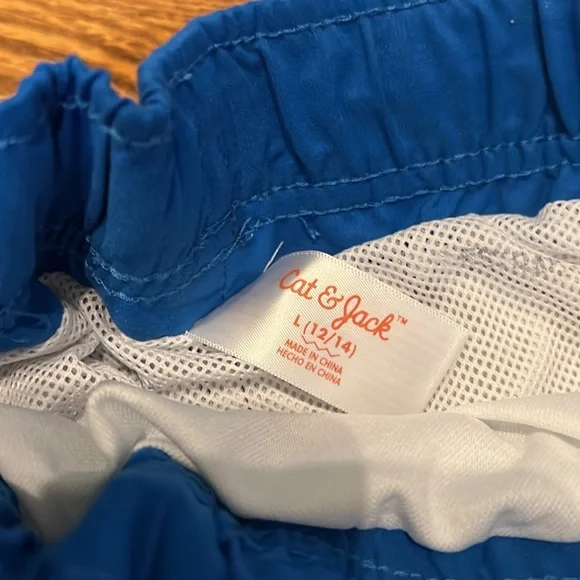 Cat & Jack™
L (12/14)
MADE IN CHINA
HECHO EN CHINA